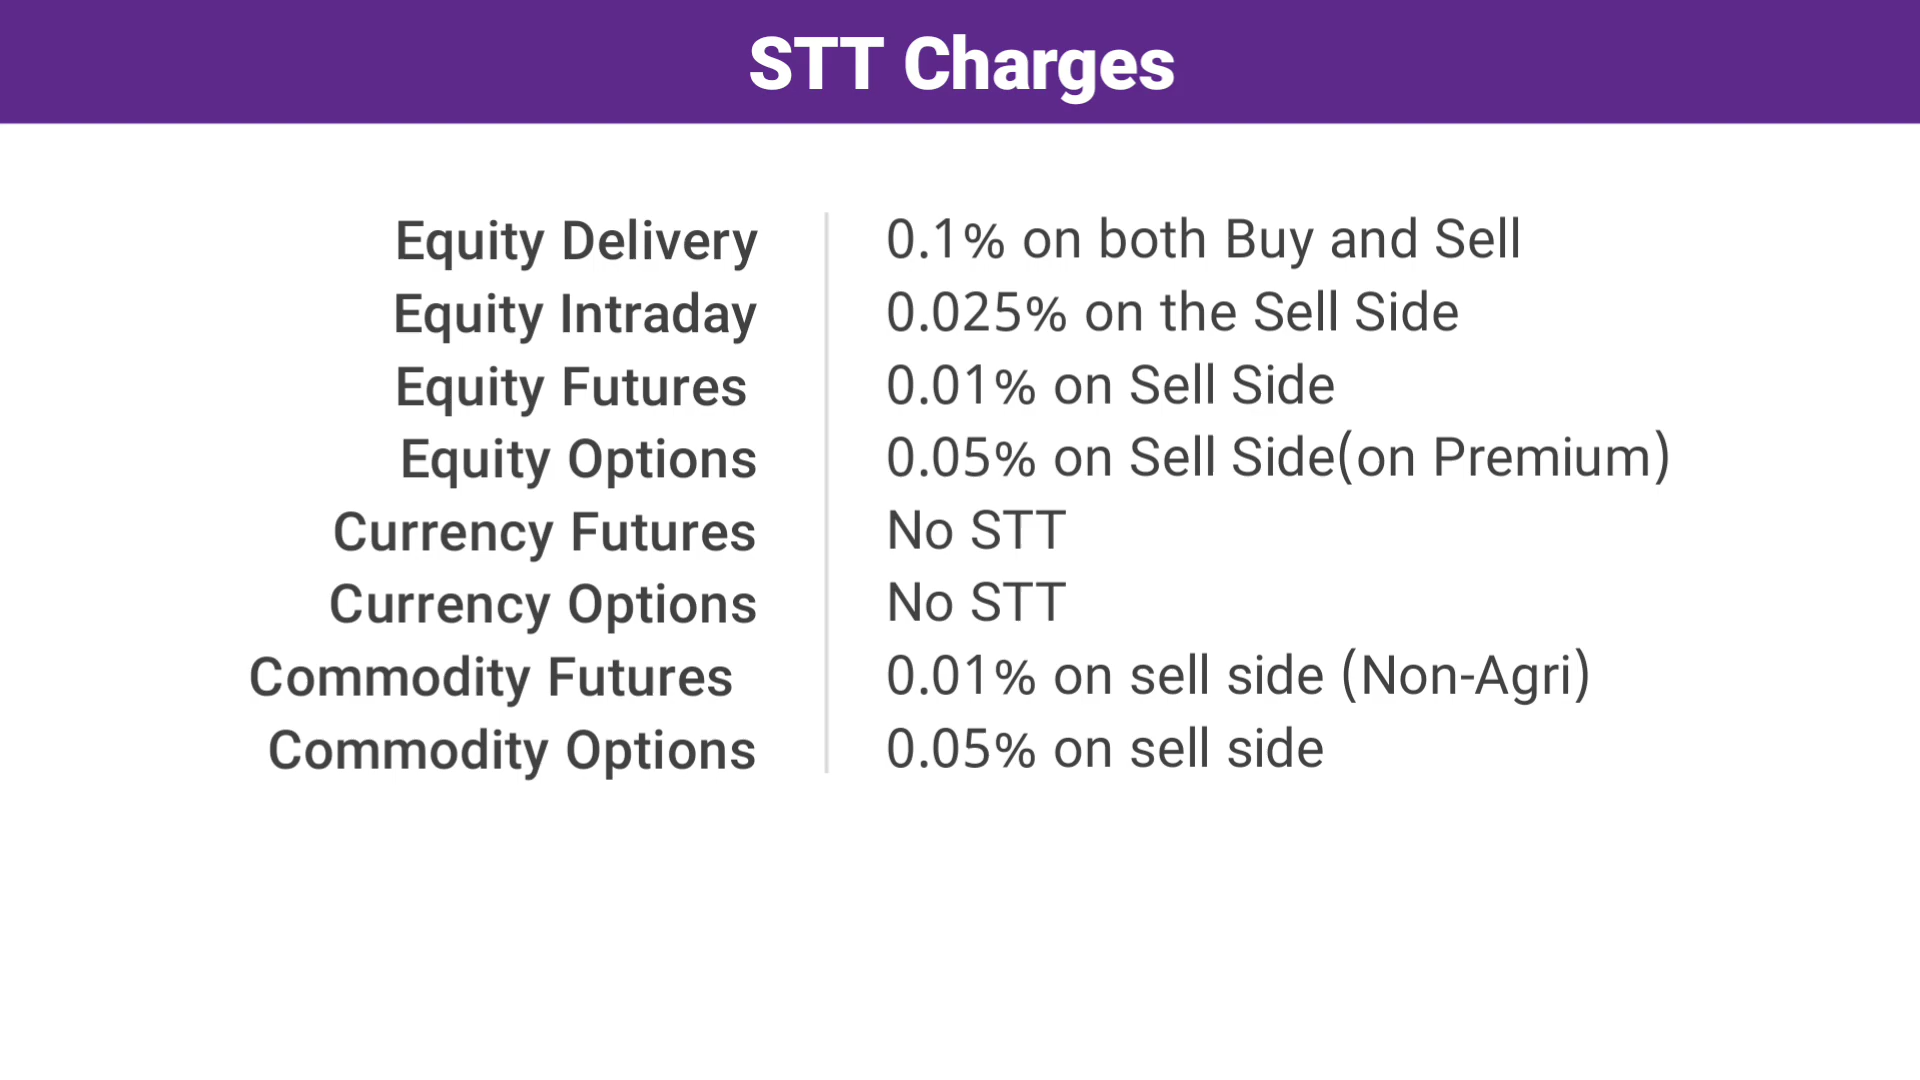 STT Charges
Equity Delivery 0.1% on both Buy and Sell
Equity Intraday 0.025% on the Sell Side
Equity Futures 0.01% on Sell Side
Equity Options 0.05% on Sell Side(on Premium)
Currency Futures No STT
Currency Options No STT
Commodity Futures 0.01% on sell side (Non-Agri)
Commodity Options 0.05% on sell side